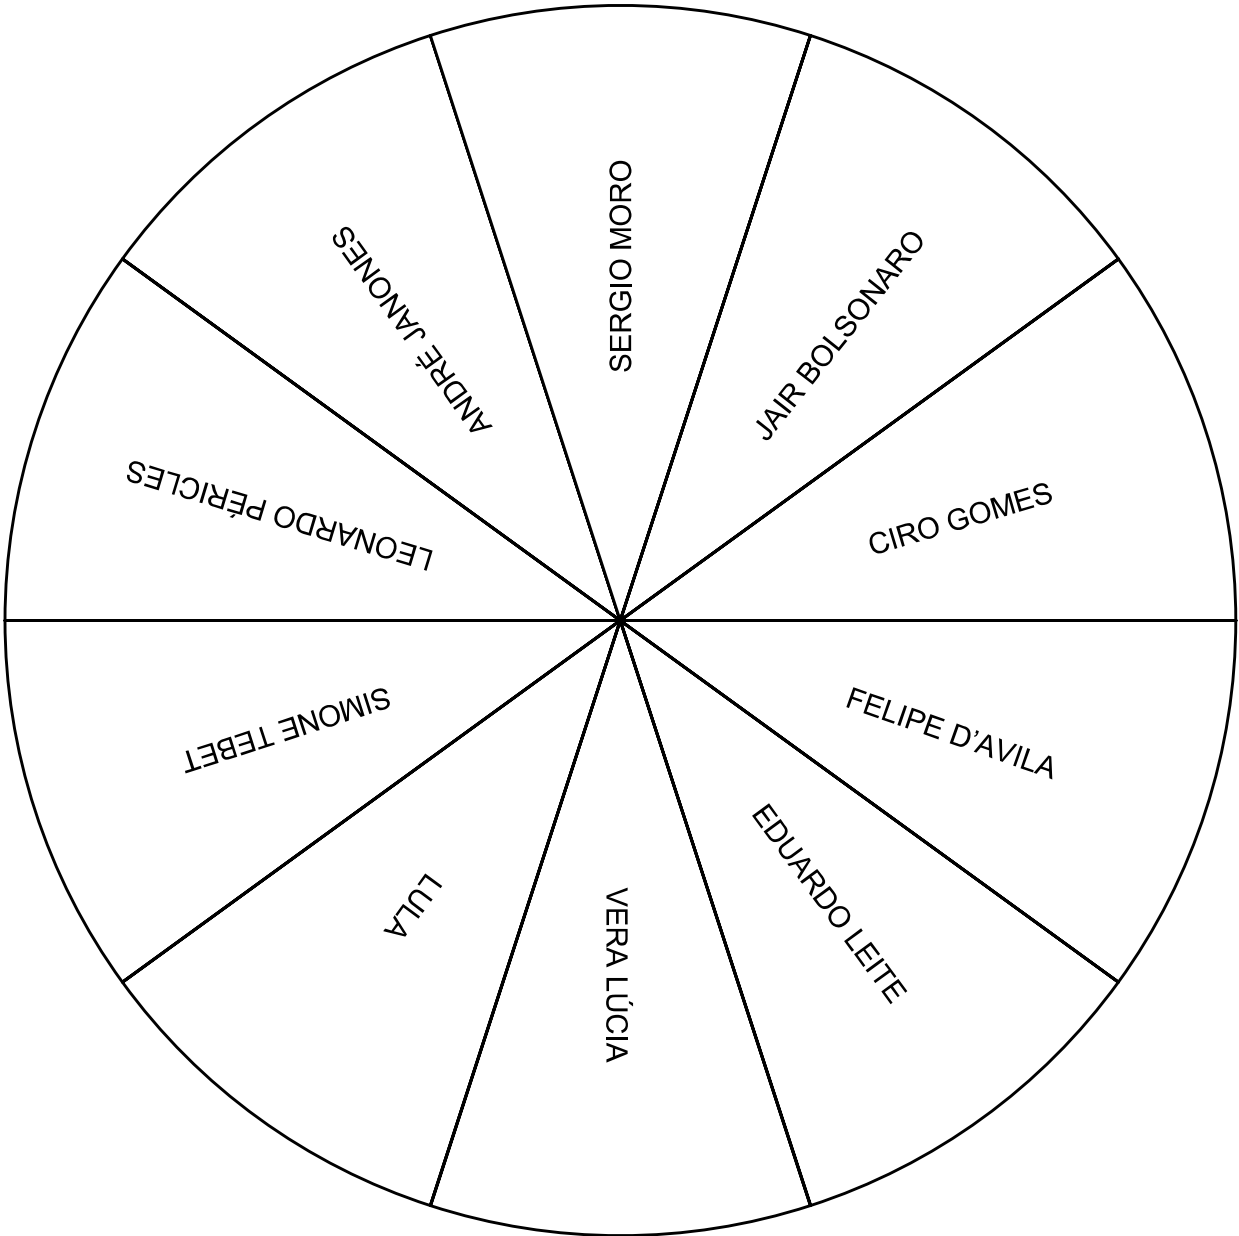 SERGIO MORO
JAIR BOLSONARO
CIRO GOMES
FELIPE D’AVILA
EDUARDO LEITE
VERA LÚCIA
LULA
SIMONE TEBET
LEONARDO PÉRICLES
ANDRÉ JANONES